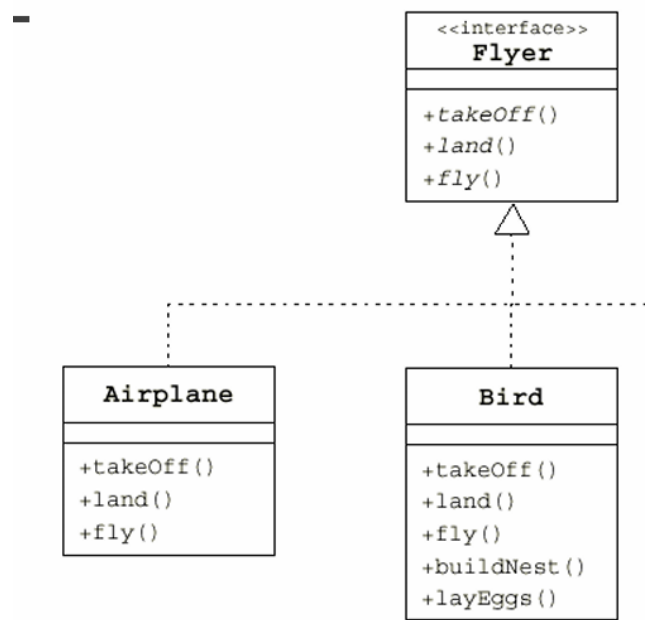 <<interface>>
Flyer
+takeOff()
+land()
+fly()
Airplane
+takeOff()
+land()
+fly()
Bird
+takeOff()
+land()
+fly()
+buildNest()
+layEggs()